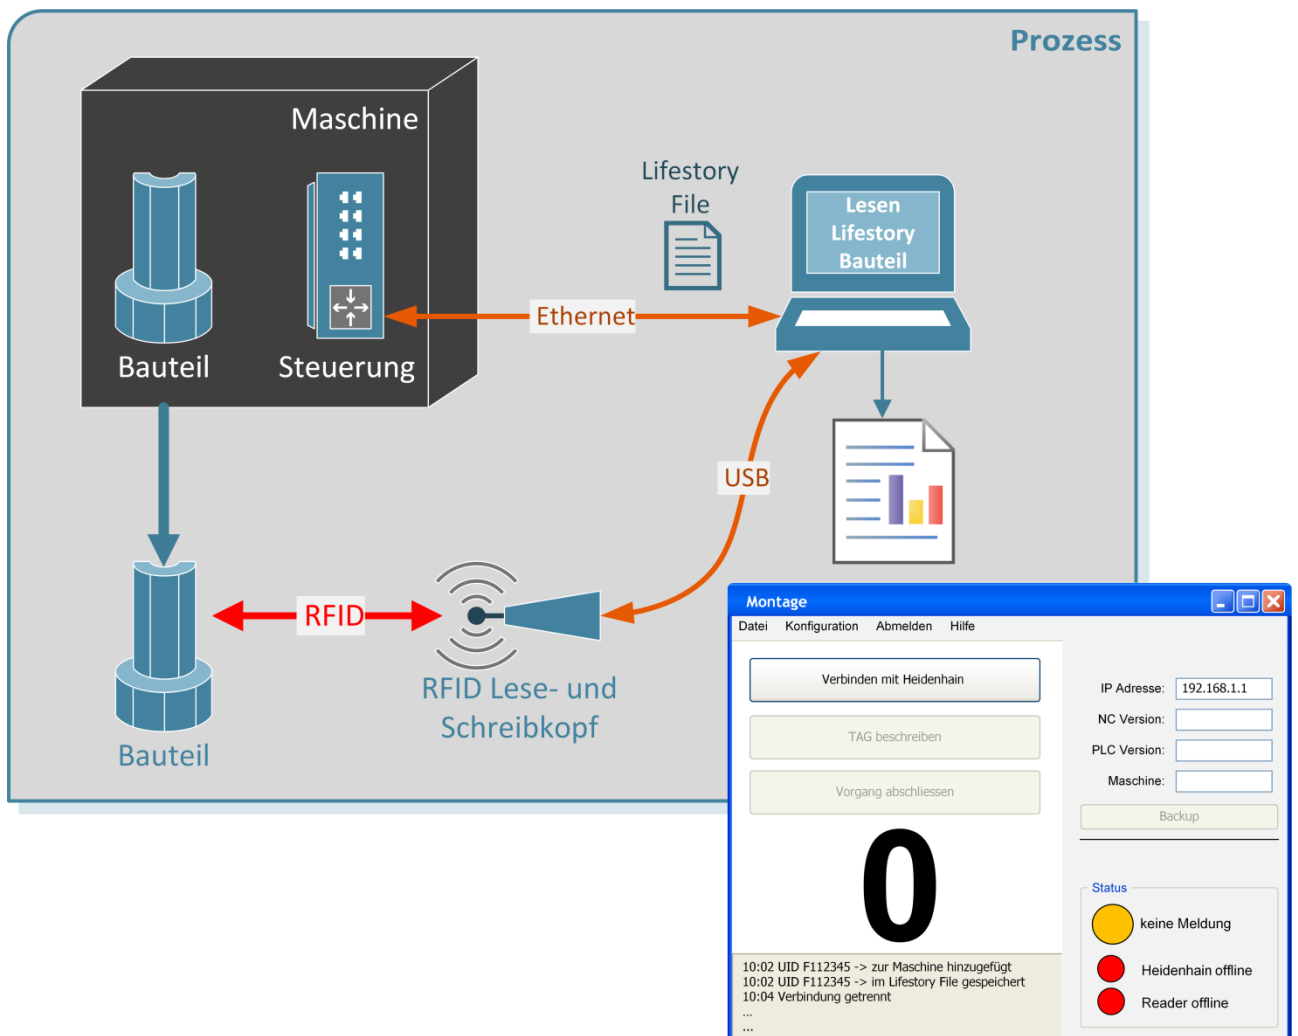 Prozess
Maschine
Bauteil
Steuerung
Lifestory
File
Lesen
Lifestory
Bauteil
Ethernet
USB
RFID
RFID Lese- und
Schreibkopf
Bauteil
Montage
Datei Konfiguration Abmelden Hilfe
Verbinden mit Heidenhain
TAG beschreiben
Vorgang abschliessen
0
10:02 UID F112345 -> zur Maschine hinzugefügt
10:02 UID F112345 -> im Lifestory File gespeichert
10:04 Verbindung getrennt
...
...
IP Adresse: 192.168.1.1
NC Version:
PLC Version:
Maschine:
Backup
Status
keine Meldung
Heidenhain offline
Reader offline